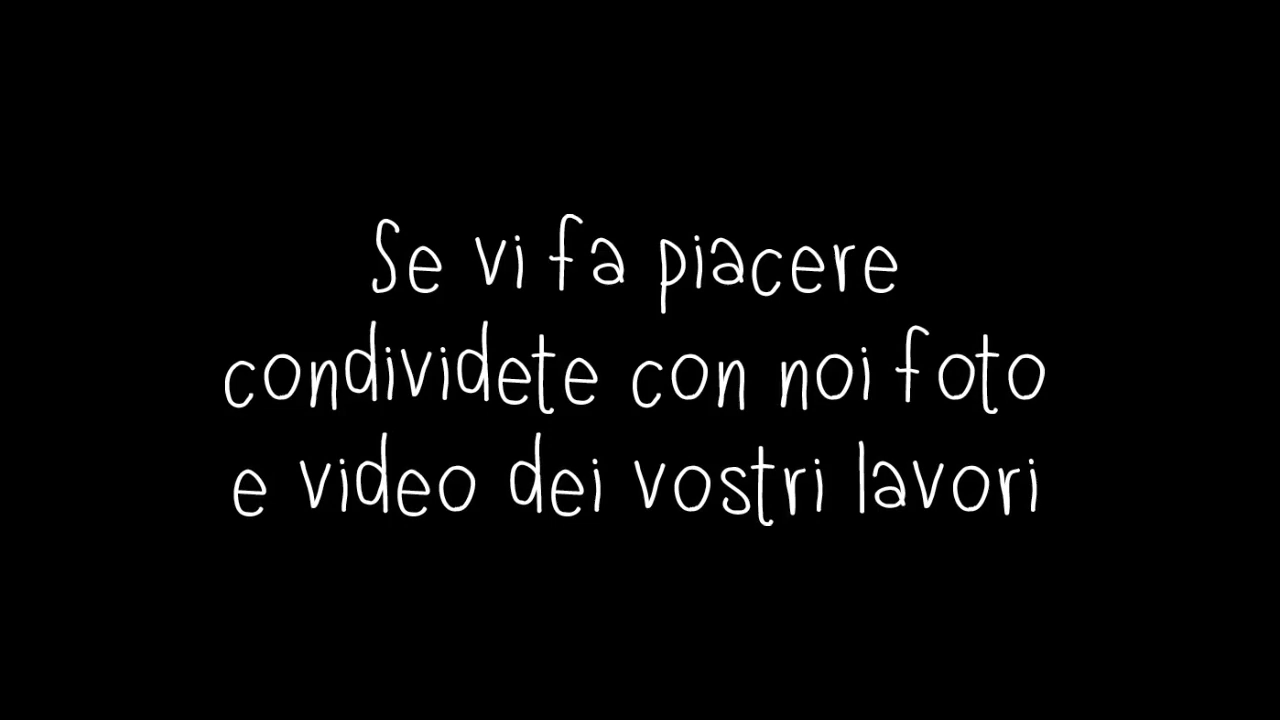 Se vi fa piacere
condividete con noi foto
e video dei vostri lavori